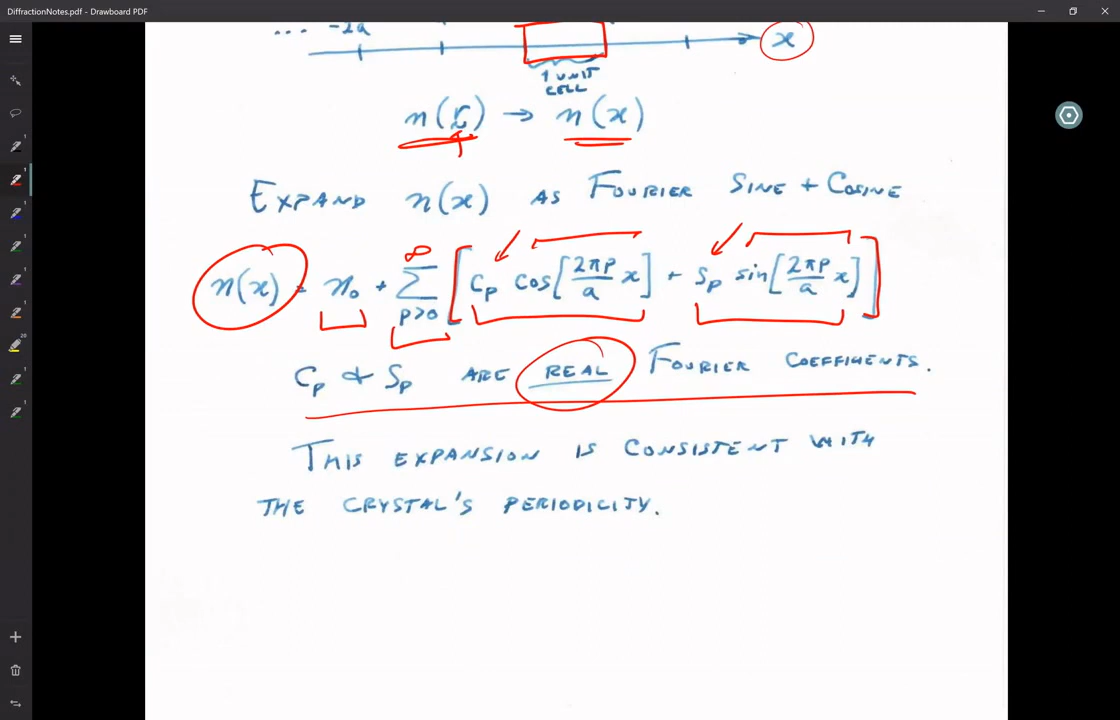 DiffractionNotes.pdf - Drawboard PDF
... -2a
x
1 UNIT
CELL
n(r) → n(x)
EXPAND n(x) AS FOURIER SINE + COSINE
n(x) = n₀ + ∑_{p>0}^{∞} [C_p cos[2πp/a x] + S_p sin[2πp/a x]]
C_p & S_p ARE REAL FOURIER COEFFICIENTS.
THIS EXPANSION IS CONSISTENT WITH
THE CRYSTAL'S PERIODICITY.